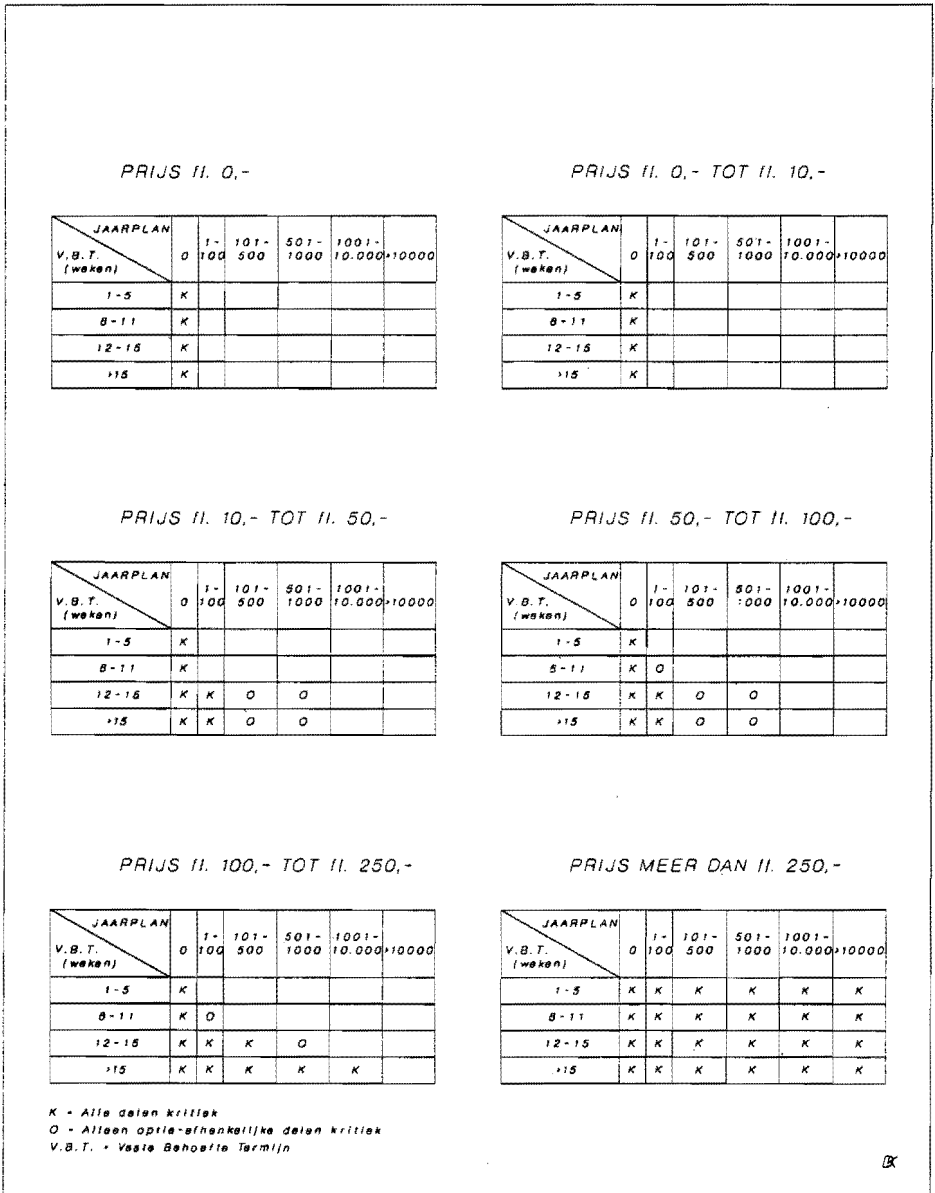 PRIJS fl. 0,-
JAARPLAN
V.B.T. (weken) 0 1-100 101-500 501-1000 1001-10.000 >10000
1-5 K
6-11 K
12-15 K
>15 K
PRIJS fl. 0,- TOT fl. 10,-
JAARPLAN
V.B.T. (weken) 0 1-100 101-500 501-1000 1001-10.000 >10000
1-5 K
6-11 K
12-15 K
>15 K
PRIJS fl. 10,- TOT fl. 50,-
JAARPLAN
V.B.T. (weken) 0 1-100 101-500 501-1000 1001-10.000 >10000
1-5 K
6-11 K
12-15 K K O O
>15 K K O O
PRIJS fl. 50,- TOT fl. 100,-
JAARPLAN
V.B.T. (weken) 0 1-100 101-500 501-1000 1001-10.000 >10000
1-5 K
6-11 K O
12-15 K K O O
>15 K K O O
PRIJS fl. 100,- TOT fl. 250,-
JAARPLAN
V.B.T. (weken) 0 1-100 101-500 501-1000 1001-10.000 >10000
1-5 K
6-11 K O
12-15 K K K O
>15 K K K K K
PRIJS MEER DAN fl. 250,-
JAARPLAN
V.B.T. (weken) 0 1-100 101-500 501-1000 1001-10.000 >10000
1-5 K K K K K K
6-11 K K K K K K
12-15 K K K K K K
>15 K K K K K K
K = Alle delen kritiek
O = Alleen optie-afhankelijke delen kritiek
V.B.T. = Vaste Behoefte Termijn